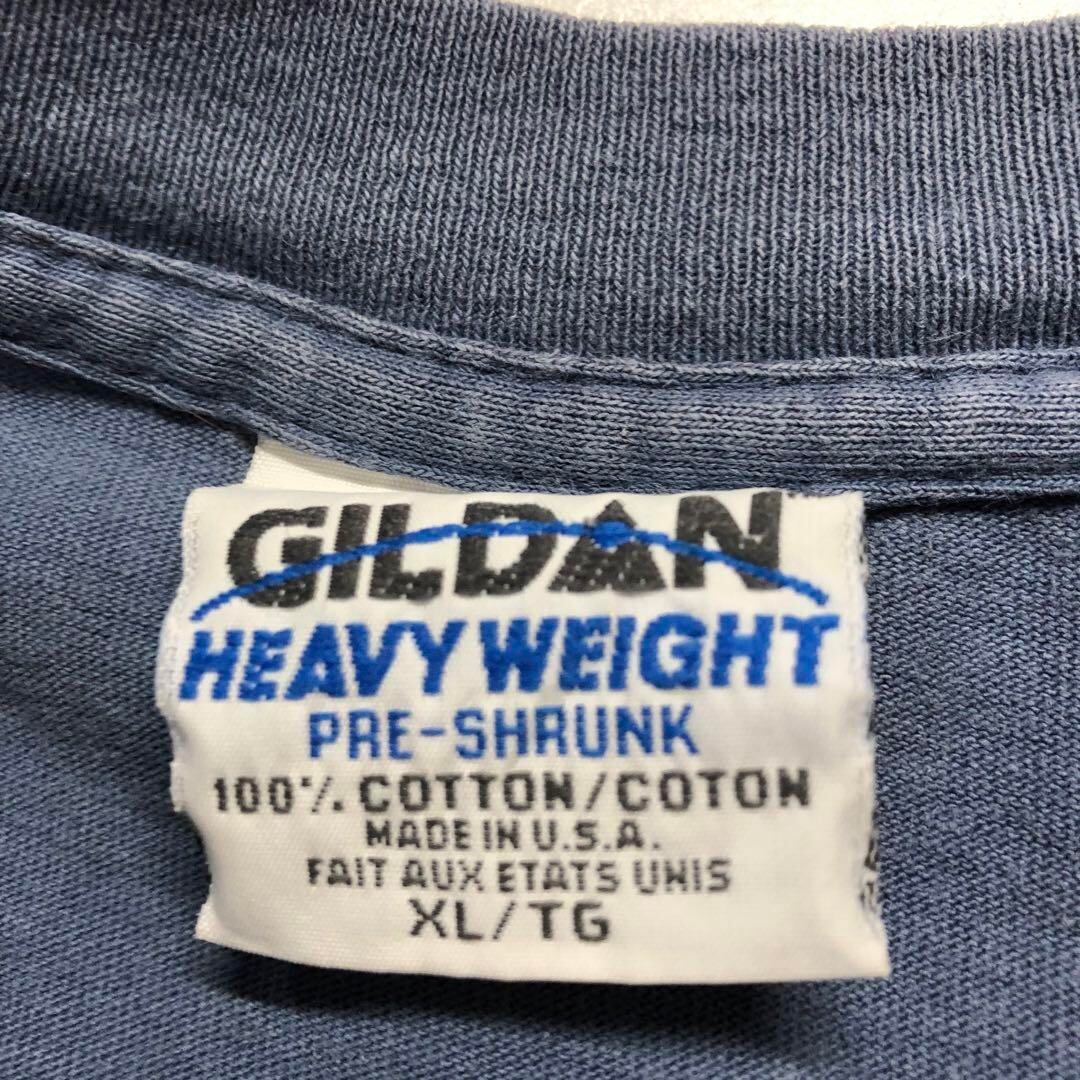 GILDAN
HEAVY WEIGHT
PRE-SHRUNK
100% COTTON/COTON
MADE IN U.S.A.
FAIT AUX ETATS UNIS
XL/TG